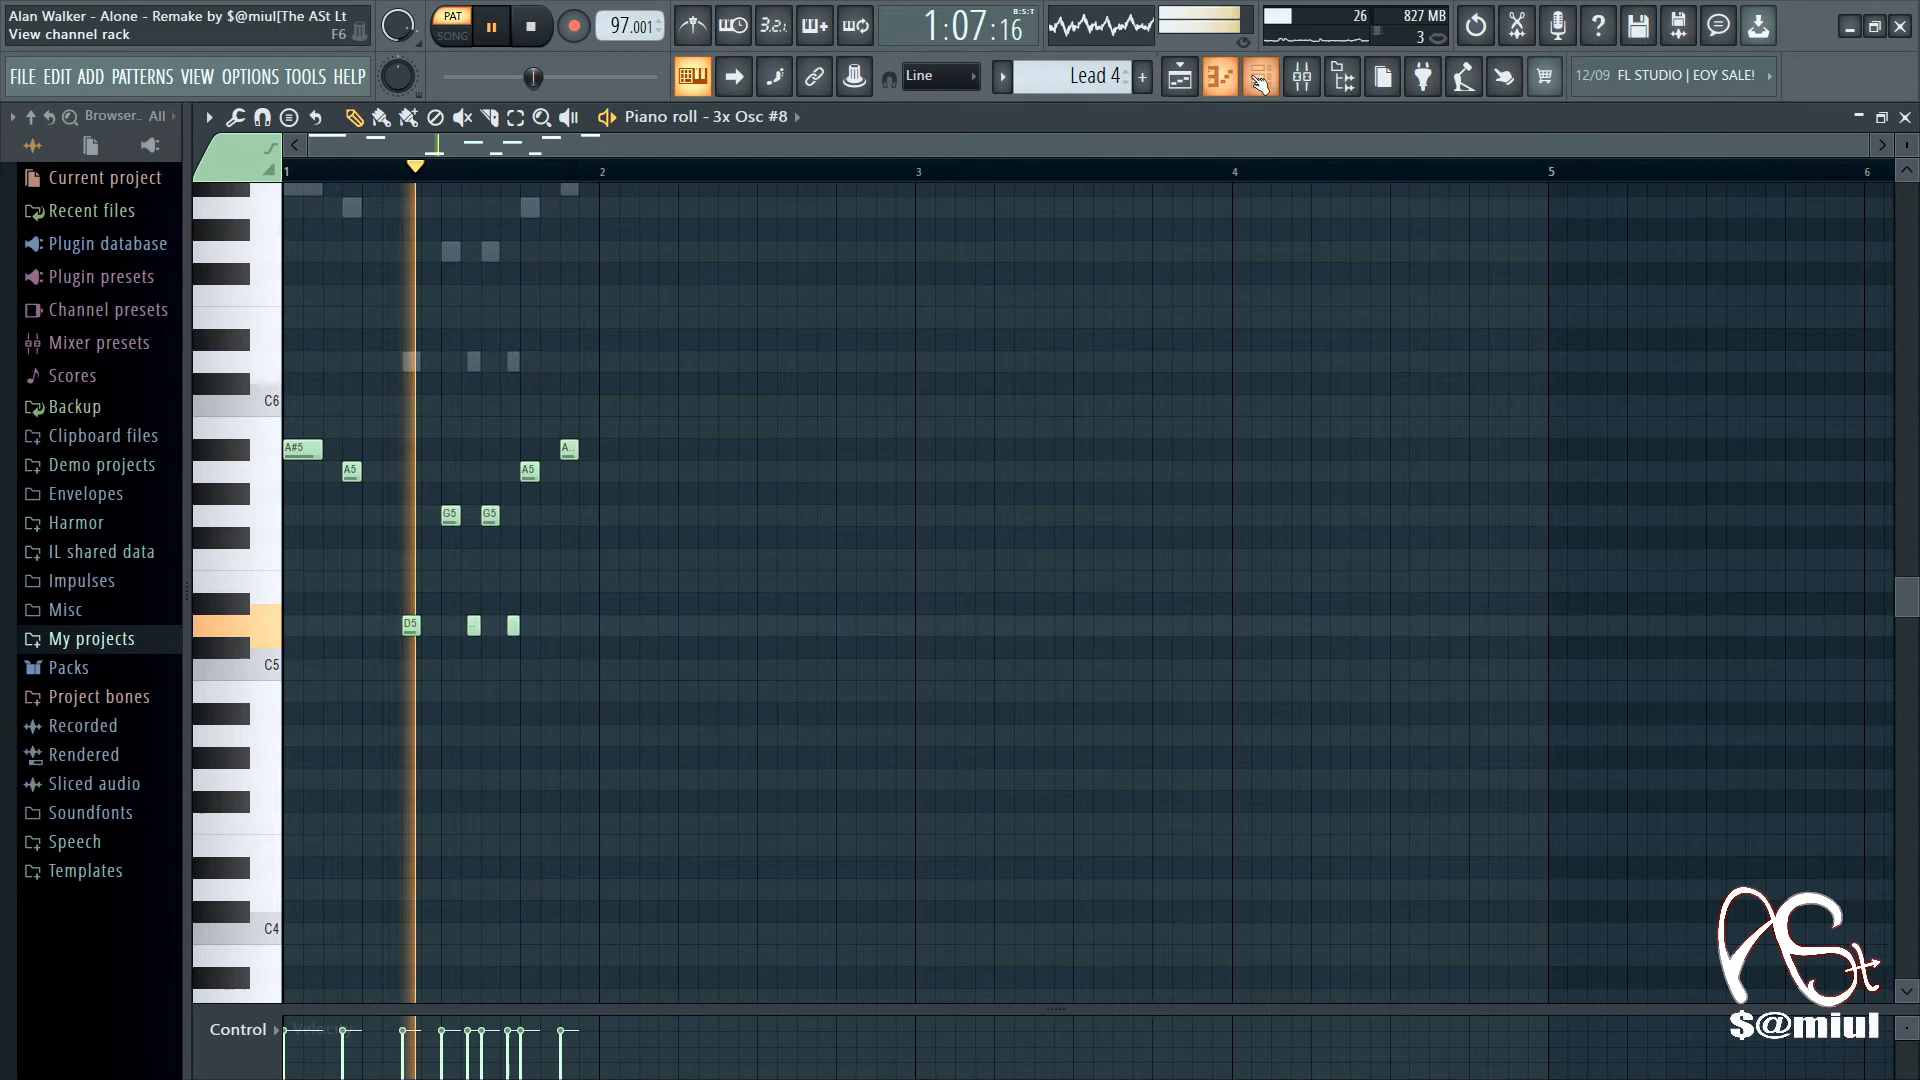 Alan Walker - Alone - Remake by $@miul[The ASt Lt
View channel rack F6
PAT
SONG
97.001
3.2.1
1:07:16
B:S:T
26
827 MB
3
FILE EDIT ADD PATTERNS VIEW OPTIONS TOOLS HELP
Line
Lead 4
12/09 FL STUDIO | EOY SALE!
Browser.. All
Piano roll - 3x Osc #8
1 2 3 4 5 6
Current project
Recent files
Plugin database
Plugin presets
Channel presets
Mixer presets
Scores
Backup
Clipboard files
Demo projects
Envelopes
Harmor
IL shared data
Impulses
Misc
My projects
Packs
Project bones
Recorded
Rendered
Sliced audio
Soundfonts
Speech
Templates
C6
A#5
A..
A5
A5
G5
G5
D5
..
C5
C4
Control
Velocity
ASt
$@miul